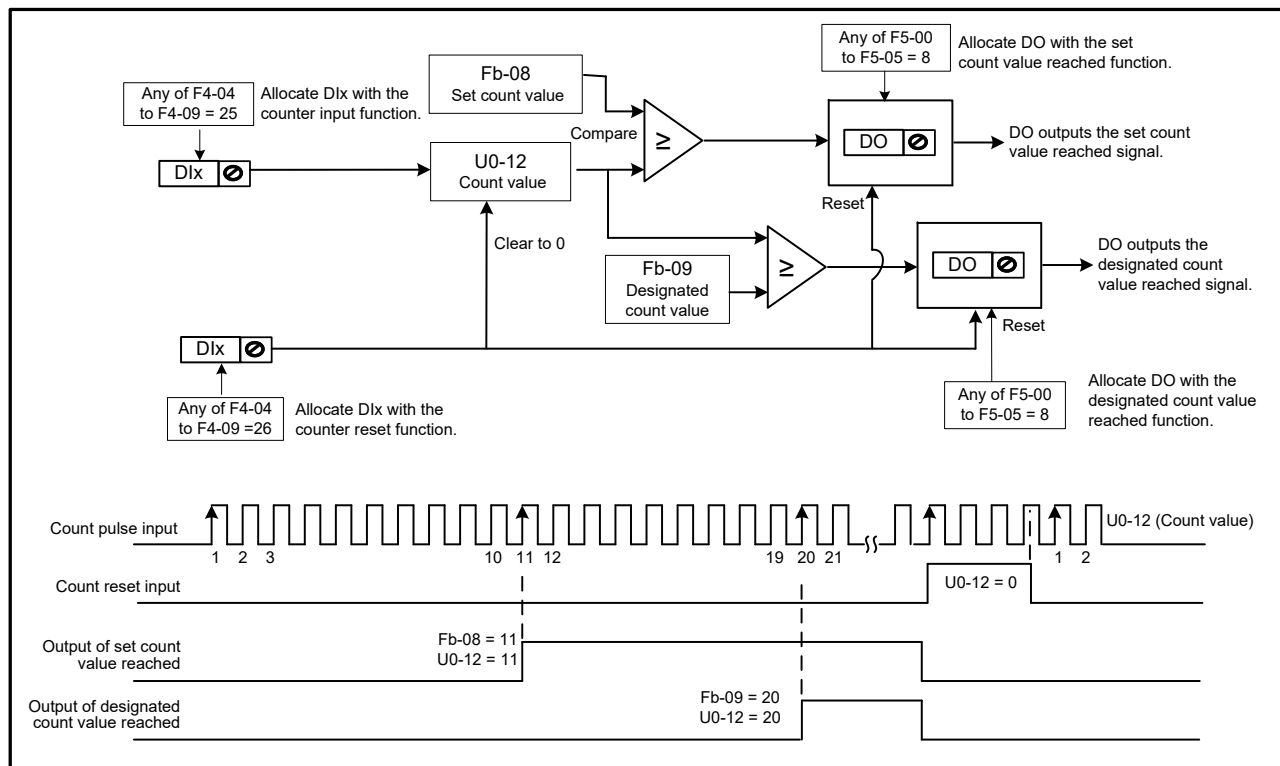 Any of F4-04
to F4-09 = 25
Allocate DIx with the
counter input function.
DIx
Fb-08
Set count value
Compare
≥
U0-12
Count value
Clear to 0
Any of F5-00
to F5-05 = 8
Allocate DO with the set
count value reached function.
DO
DO outputs the set count
value reached signal.
Reset
Fb-09
Designated
count value
≥
DO
DO outputs the
designated count
value reached signal.
Reset
DIx
Any of F4-04
to F4-09 =26
Allocate DIx with the
counter reset function.
Any of F5-00
to F5-05 = 8
Allocate DO with the
designated count value
reached function.
Count pulse input
1 2 3 10 11 12 19 20 21 1 2
U0-12 (Count value)
Count reset input
U0-12 = 0
Output of set count
value reached
Fb-08 = 11
U0-12 = 11
Output of designated
count value reached
Fb-09 = 20
U0-12 = 20